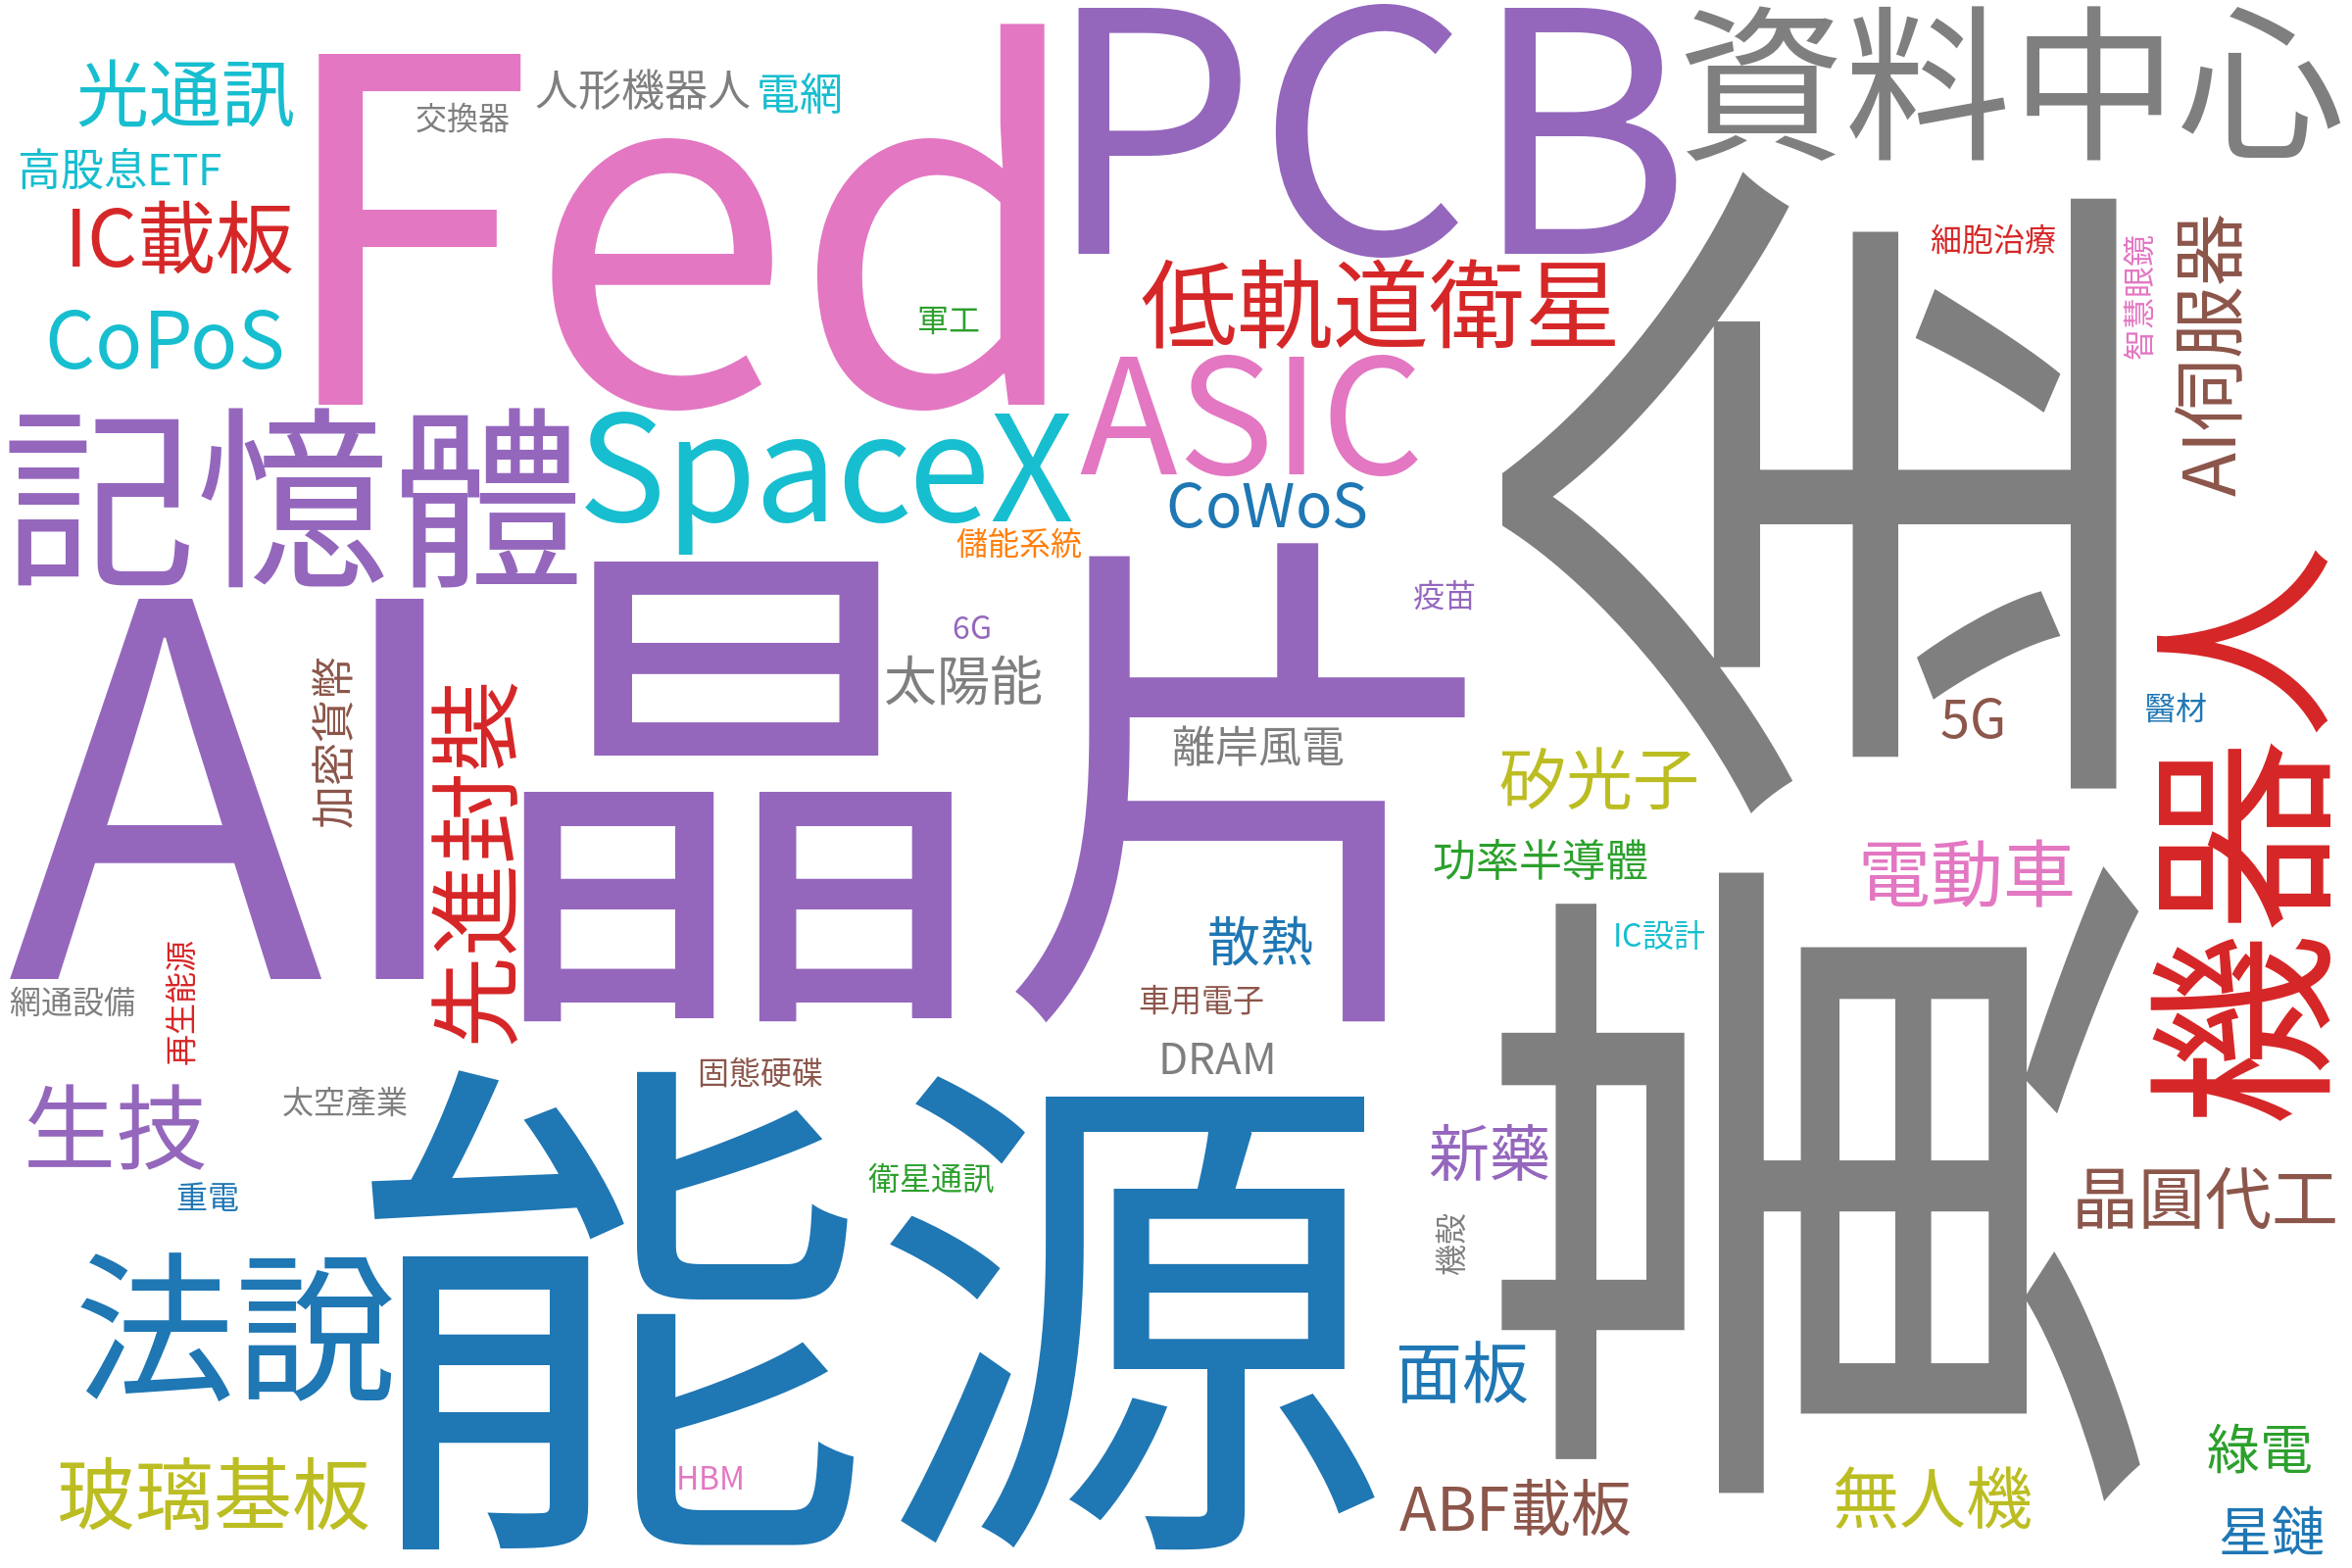 Fed
PCB
資料中心
光通訊
人形機器人
電網
交換器
高股息ETF
IC載板
低軌道衛星
細胞治療
智慧眼鏡
AI伺服器
軍工
CoPoS
ASIC
記憶體
SpaceX
CoWoS
黃金
儲能系統
疫苗
6G
AI晶片
太陽能
加密貨幣
先進封裝
離岸風電
5G
醫材
機器人
矽光子
功率半導體
電動車
散熱
IC設計
網通設備
再生能源
車用電子
DRAM
固態硬碟
太空產業
生技
能源
新藥
衛星通訊
重電
晶圓代工
機殼
法說
面板
綠電
HBM
玻璃基板
ABF載板
無人機
星鏈